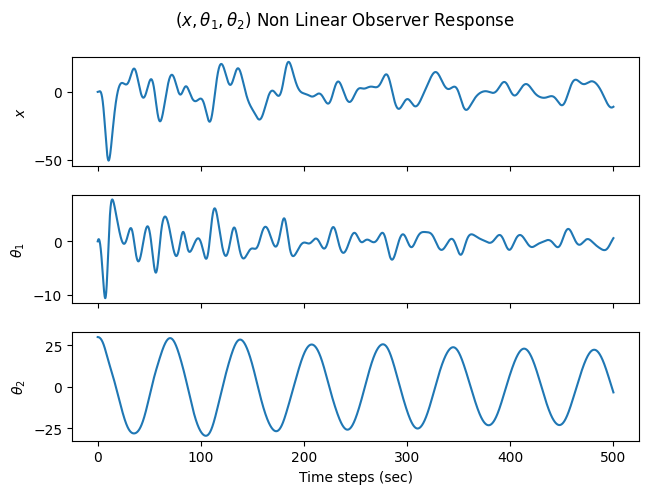 (x, θ₁, θ₂) Non Linear Observer Response
0
−50
x
0
−10
θ₁
25
0
−25
θ₂
0 100 200 300 400 500
Time steps (sec)